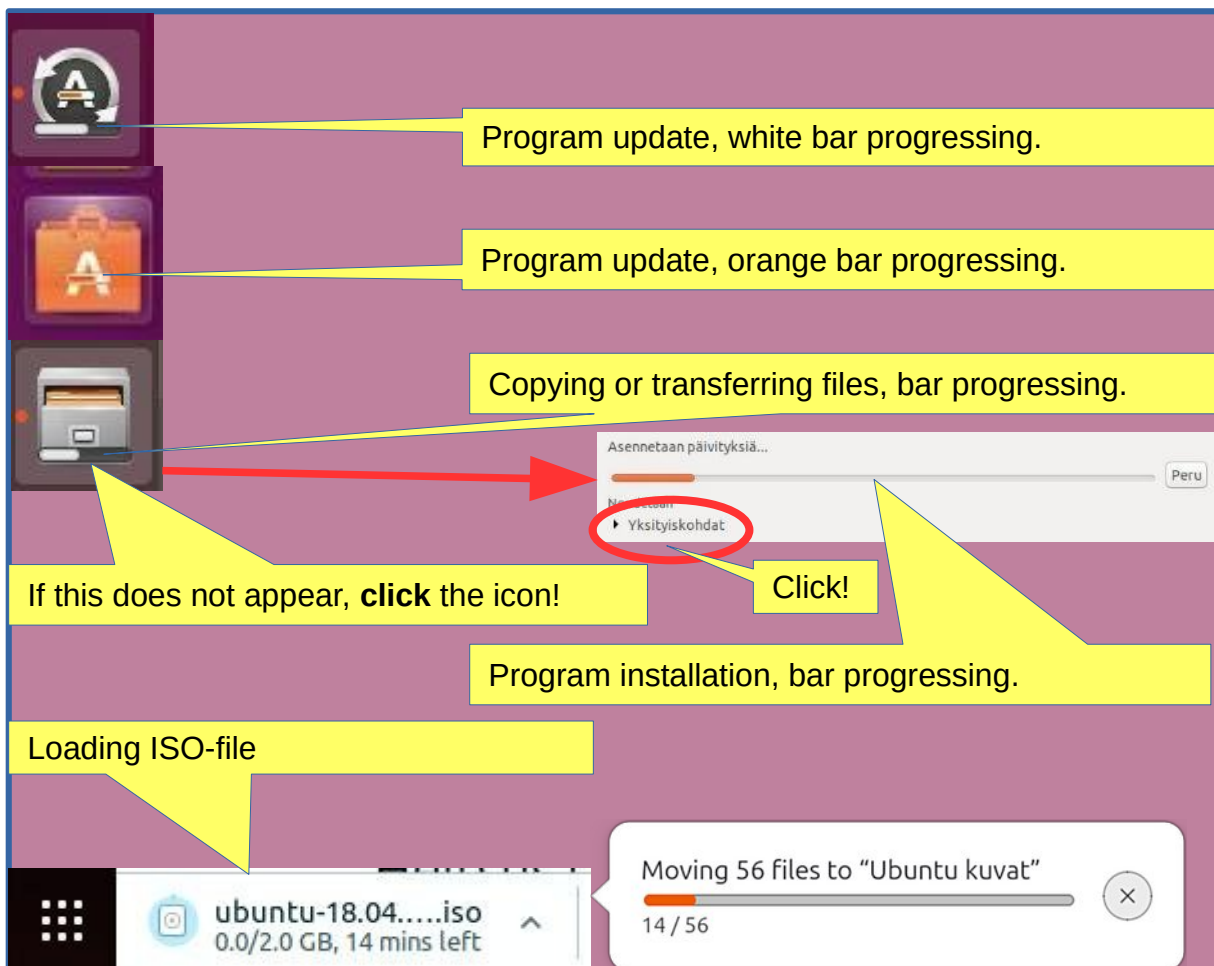 Program update, white bar progressing.
Program update, orange bar progressing.
Copying or transferring files, bar progressing.
Asennetaan päivityksiä...
Peru
Yksityiskohdat
Click!
If this does not appear, click the icon!
Program installation, bar progressing.
Loading ISO-file
ubuntu-18.04.....iso
0.0/2.0 GB, 14 mins left
Moving 56 files to “Ubuntu kuvat”
14 / 56